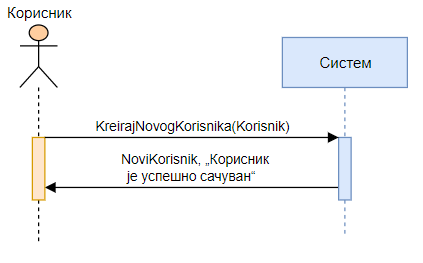 Корисник
Систем
KreirajNovogKorisnika(Korisnik)
NoviKorisnik, „Корисник
је успешно сачуван“